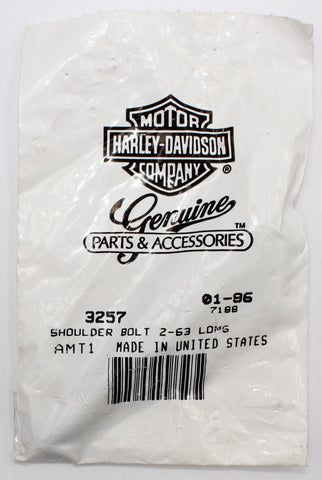 MOTOR
HARLEY-DAVIDSON
COMPANY
®
Genuine
PARTS & ACCESSORIES™
3257 01-96
7188
SHOULDER BOLT 2-63 LONG
AMT1 MADE IN UNITED STATES